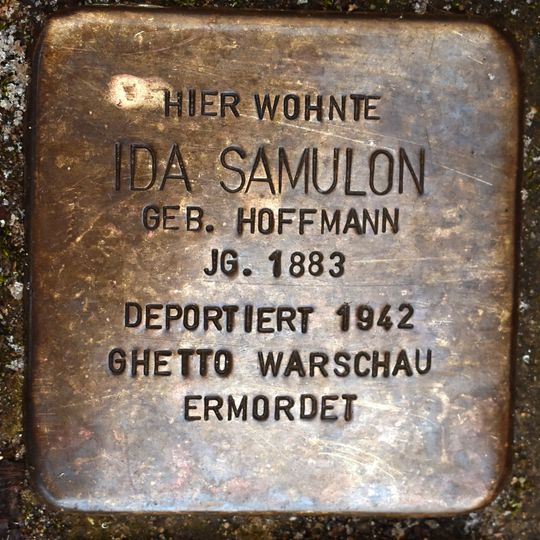 HIER WOHNTE
IDA SAMULON
GEB. HOFFMANN
JG. 1883
DEPORTIERT 1942
GHETTO WARSCHAU
ERMORDET